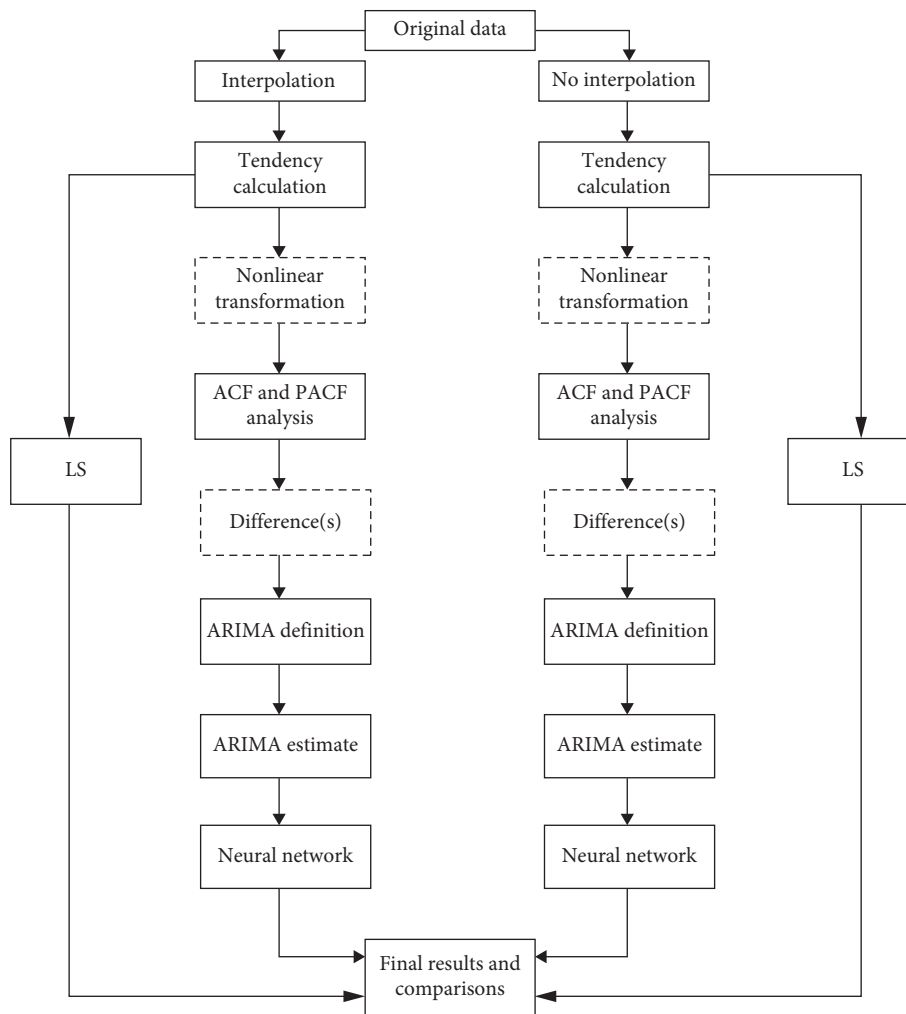 Original data
Interpolation
No interpolation
Tendency
calculation
Tendency
calculation
Nonlinear
transformation
Nonlinear
transformation
ACF and PACF
analysis
ACF and PACF
analysis
LS
LS
Difference(s)
Difference(s)
ARIMA definition
ARIMA definition
ARIMA estimate
ARIMA estimate
Neural network
Neural network
Final results and
comparisons